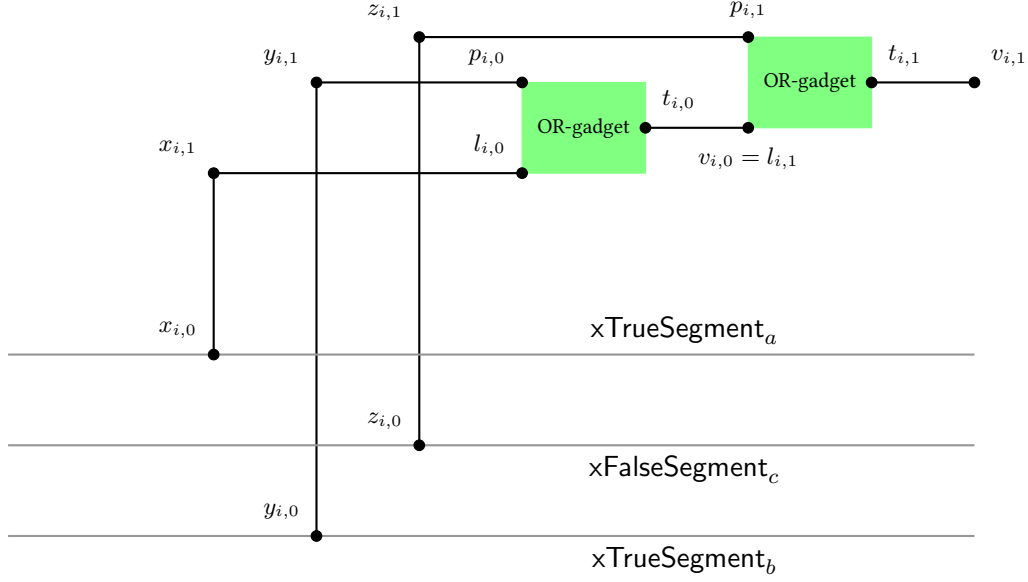 z_{i,1}
p_{i,1}
y_{i,1}
p_{i,0}
t_{i,1}
v_{i,1}
OR-gadget
t_{i,0}
OR-gadget
x_{i,1}
l_{i,0}
v_{i,0} = l_{i,1}
x_{i,0}
xTrueSegment_a
z_{i,0}
xFalseSegment_c
y_{i,0}
xTrueSegment_b